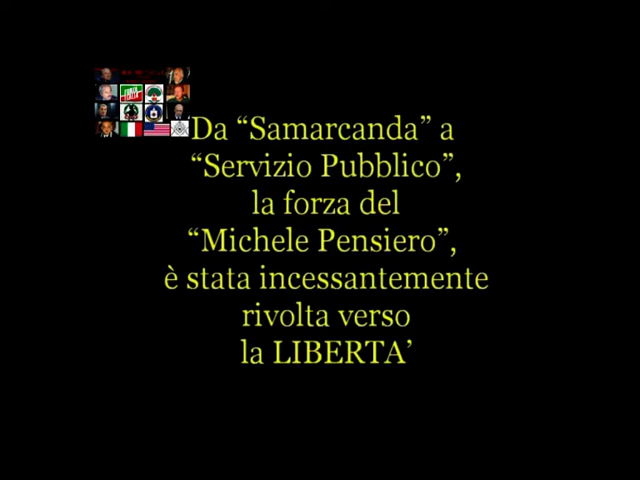 Da “Samarcanda” a
“Servizio Pubblico”,
la forza del
“Michele Pensiero”,
è stata incessantemente
rivolta verso
la LIBERTA’